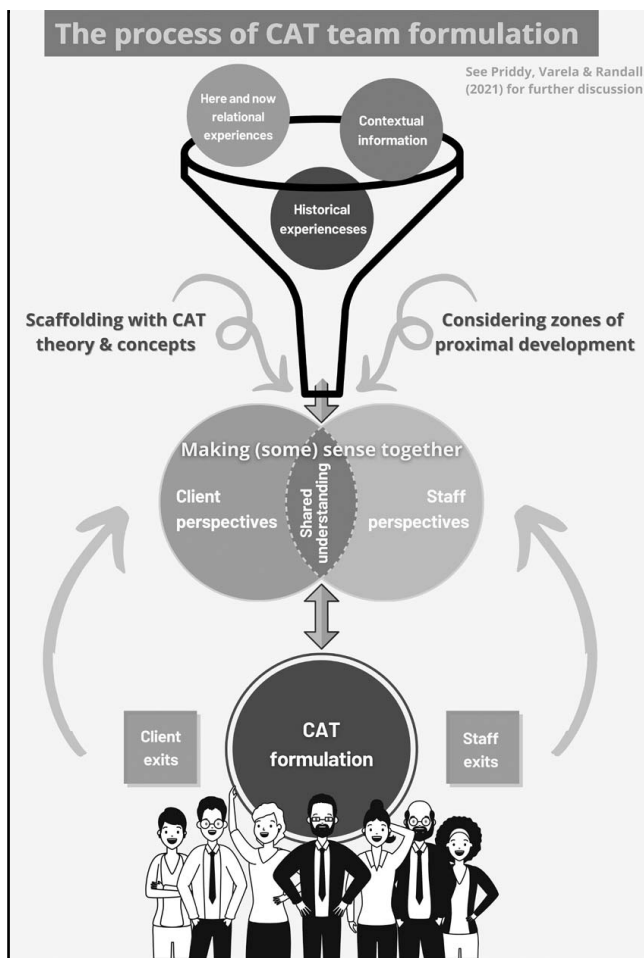 The process of CAT team formulation
See Priddy, Varela & Randall
(2021) for further discussion
Here and now
relational
experiences
Contextual
information
Historical
experienceses
Scaffolding with CAT
theory & concepts
Considering zones of
proximal development
Making (some) sense together
Client
perspectives
Shared
understanding
Staff
perspectives
CAT
formulation
Client
exits
Staff
exits